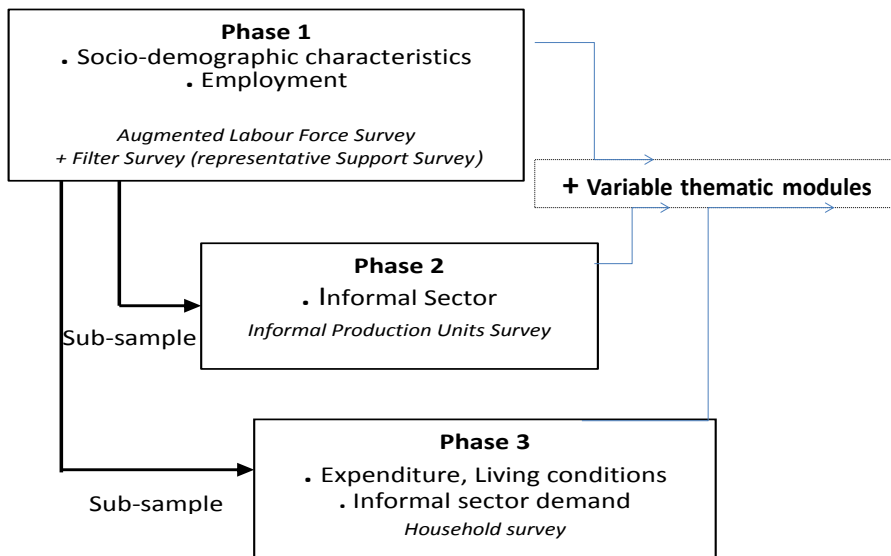 Phase 1
. Socio-demographic characteristics
. Employment
Augmented Labour Force Survey
+ Filter Survey (representative Support Survey)
+ Variable thematic modules
Phase 2
. Informal Sector
Informal Production Units Survey
Sub-sample
Phase 3
. Expenditure, Living conditions
. Informal sector demand
Household survey
Sub-sample